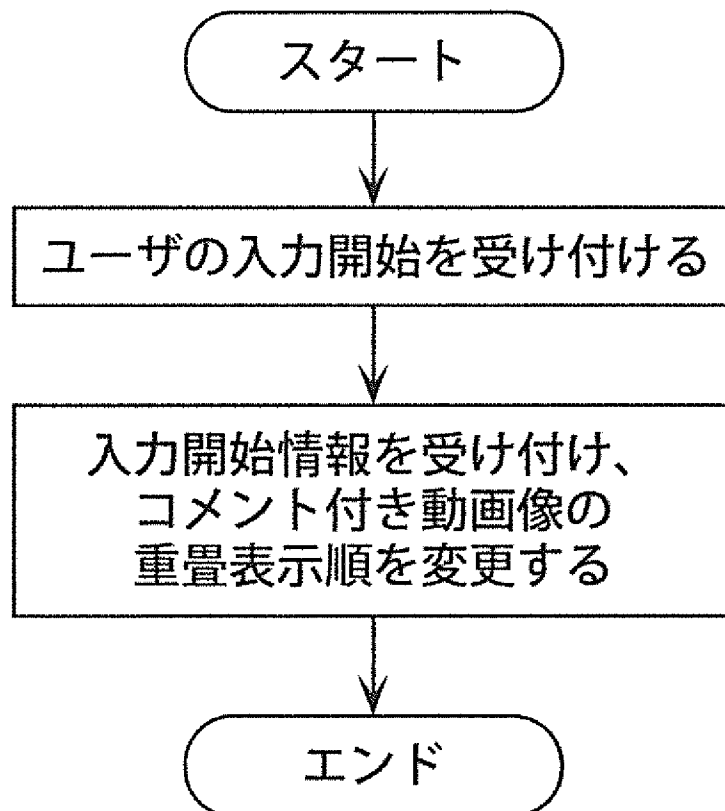 スタート
ユーザの入力開始を受け付ける
入力開始情報を受け付け、
コメント付き動画像の
重畳表示順を変更する
エンド